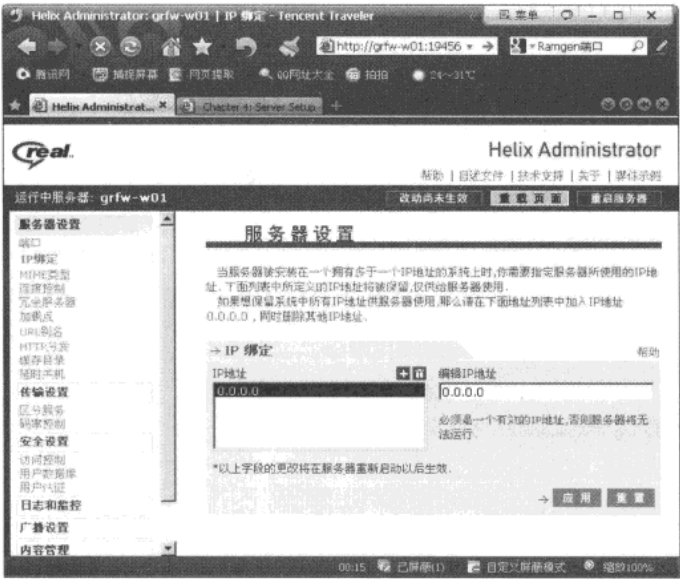 Helix Administrator: grfw-w01 | IP 绑定 - Tencent Traveler
菜单
http://grfw-w01:19456
Ramgen端口
腾讯网
捕捉屏幕
网页提取
QQ网址大全
拍拍
24~31℃
Helix Administrat...
Chapter 4: Server Setup
real.
Helix Administrator
帮助 | 自述文件 | 技术支持 | 关于 | 媒体示例
运行中服务器: grfw-w01
改动尚未生效
重载页面
重启服务器
服务器设置
端口
IP绑定
MIME类型
连接控制
冗余服务器
加载点
URL别名
HTTP分发
缓存目录
随时关机
传输设置
区分服务
码率控制
安全设置
访问控制
用户数据库
用户认证
日志和监控
广播设置
内容管理
服务器设置
当服务器被安装在一个拥有多于一个IP地址的系统上时,你需要指定服务器所使用的IP地
址. 下面列表中所定义的IP地址将被保留,仅供给服务器使用.
如果想保留系统中所有IP地址供服务器使用,那么请在下面地址列表中加入IP地址
0.0.0.0 , 同时删除其他IP地址.
→ IP 绑定
帮助
IP地址
0.0.0.0
编辑IP地址
0.0.0.0
必须是一个有效的IP地址,否则服务器将无
法运行.
*以上字段的更改将在服务器重新启动以后生效.
→
应用
重置
00:15
已屏蔽(1)
自定义屏蔽模式
缩放100%